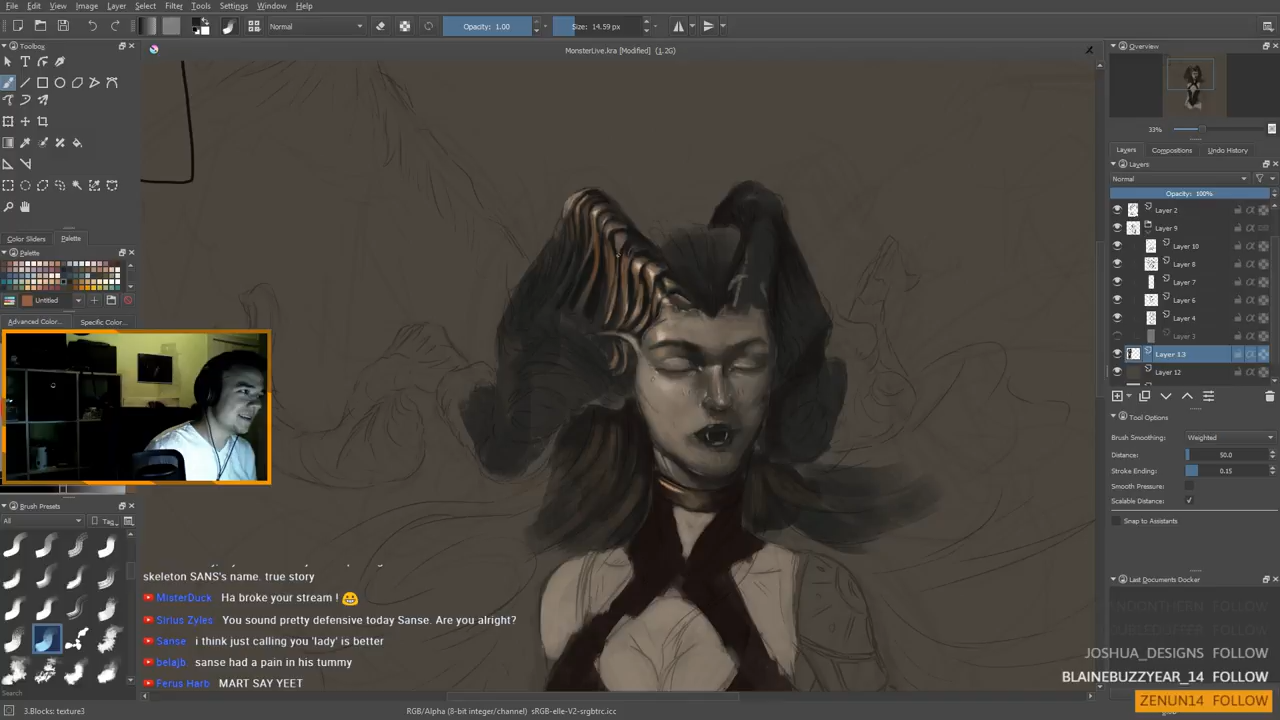 File Edit View Image Layer Select Filter Tools Settings Window Help
Normal Opacity: 1.00 Size: 14.59 px
MonsterLive.kra [Modified] (1.2G)
Toolbox
Color Sliders Palette
Palette
Untitled
Advanced Color... Specific Color...
Brush Presets
All Tag
Search
3.Blocks: texture3
RGB/Alpha (8-bit integer/channel) sRGB-elle-V2-srgbtrc.icc
skeleton SANS's name. true story
MisterDuck Ha broke your stream !
Sirius Zyles You sound pretty defensive today Sanse. Are you alright?
Sanse i think just calling you 'lady' is better
belajb sanse had a pain in his tummy
Ferus Harb MART SAY YEET
Overview
33%
Layers Compositions Undo History
Layers
Normal
Opacity: 100%
Layer 2
Layer 9
Layer 10
Layer 8
Layer 7
Layer 6
Layer 4
Layer 3
Layer 13
Layer 12
Tool Options
Brush Smoothing: Weighted
Distance: 50.0
Stroke Ending: 0.15
Smooth Pressure:
Scalable Distance:
Snap to Assistants
Last Documents Docker
FOLLOW
FOLLOW
JOSHUA_DESIGNS FOLLOW
BLAINEBUZZYEAR_14 FOLLOW
ZENUN14 FOLLOW